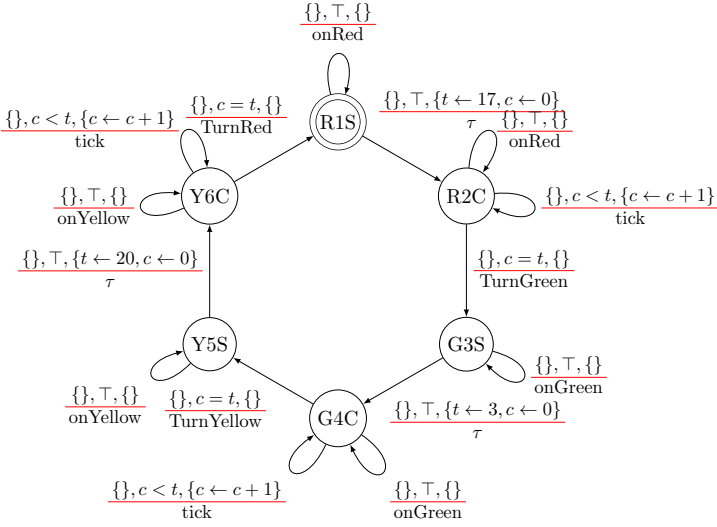 {}, ⊤, {}
onRed
{}, c = t, {}
TurnRed
{}, ⊤, {t ← 17, c ← 0}
τ
{}, c < t, {c ← c + 1}
tick
{}, ⊤, {}
onRed
R1S
Y6C
R2C
{}, ⊤, {}
onYellow
{}, c < t, {c ← c + 1}
tick
{}, ⊤, {t ← 20, c ← 0}
τ
{}, c = t, {}
TurnGreen
Y5S
G3S
{}, ⊤, {}
onGreen
{}, ⊤, {}
onYellow
{}, c = t, {}
TurnYellow
G4C
{}, ⊤, {t ← 3, c ← 0}
τ
{}, c < t, {c ← c + 1}
tick
{}, ⊤, {}
onGreen